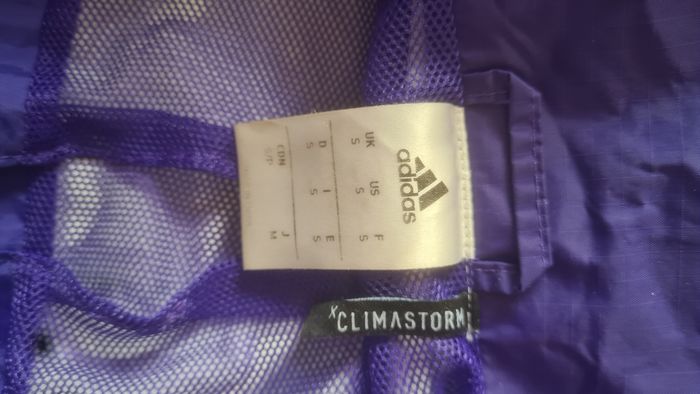 adidas
UK US F
S S S
D I E
S S S
CDN J
S/P M
CLIMASTORM